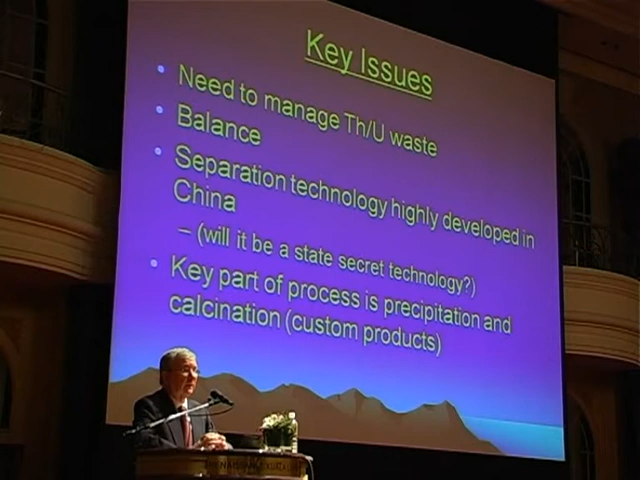 Key Issues
• Need to manage Th/U waste
• Balance
• Separation technology highly developed in
China
– (will it be a state secret technology?)
• Key part of process is precipitation and
calcination (custom products)